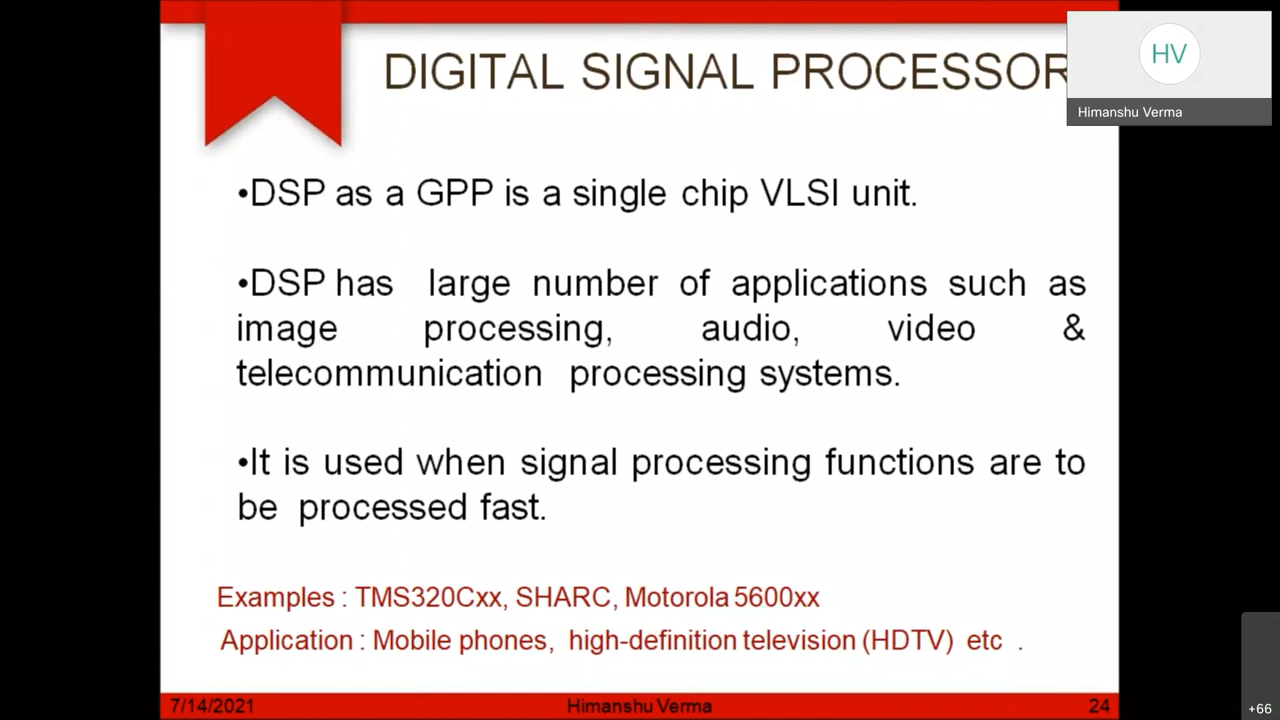 DIGITAL SIGNAL PROCESSOR
HV
Himanshu Verma
•DSP as a GPP is a single chip VLSI unit.
•DSP has large number of applications such as
image processing, audio, video &
telecommunication processing systems.
•It is used when signal processing functions are to
be processed fast.
Examples : TMS320Cxx, SHARC, Motorola 5600xx
Application : Mobile phones, high-definition television (HDTV) etc .
7/14/2021 Himanshu Verma 24
+66